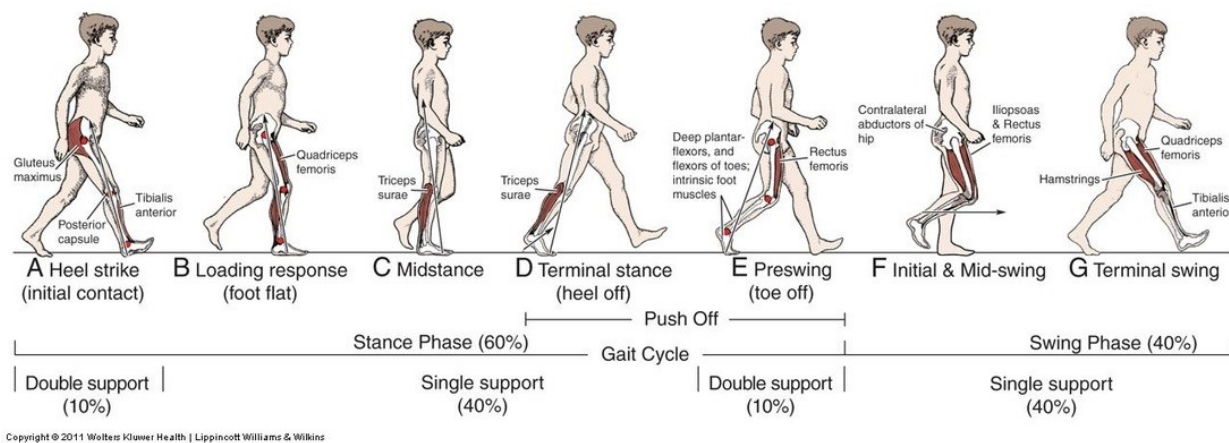 Gluteus
maximus
Posterior
capsule
Tibialis
anterior
Quadriceps
femoris
Triceps
surae
Triceps
surae
Deep plantar-
flexors, and
flexors of toes;
intrinsic foot
muscles
Rectus
femoris
Contralateral
abductors of
hip
Iliopsoas
& Rectus
femoris
Quadriceps
femoris
Hamstrings
Tibialis
anterior
A Heel strike
(initial contact)
B Loading response
(foot flat)
C Midstance
D Terminal stance
(heel off)
E Preswing
(toe off)
F Initial & Mid-swing
G Terminal swing
Push Off
Stance Phase (60%)
Gait Cycle
Swing Phase (40%)
Double support
(10%)
Single support
(40%)
Double support
(10%)
Single support
(40%)
Copyright © 2011 Wolters Kluwer Health | Lippincott Williams & Wilkins